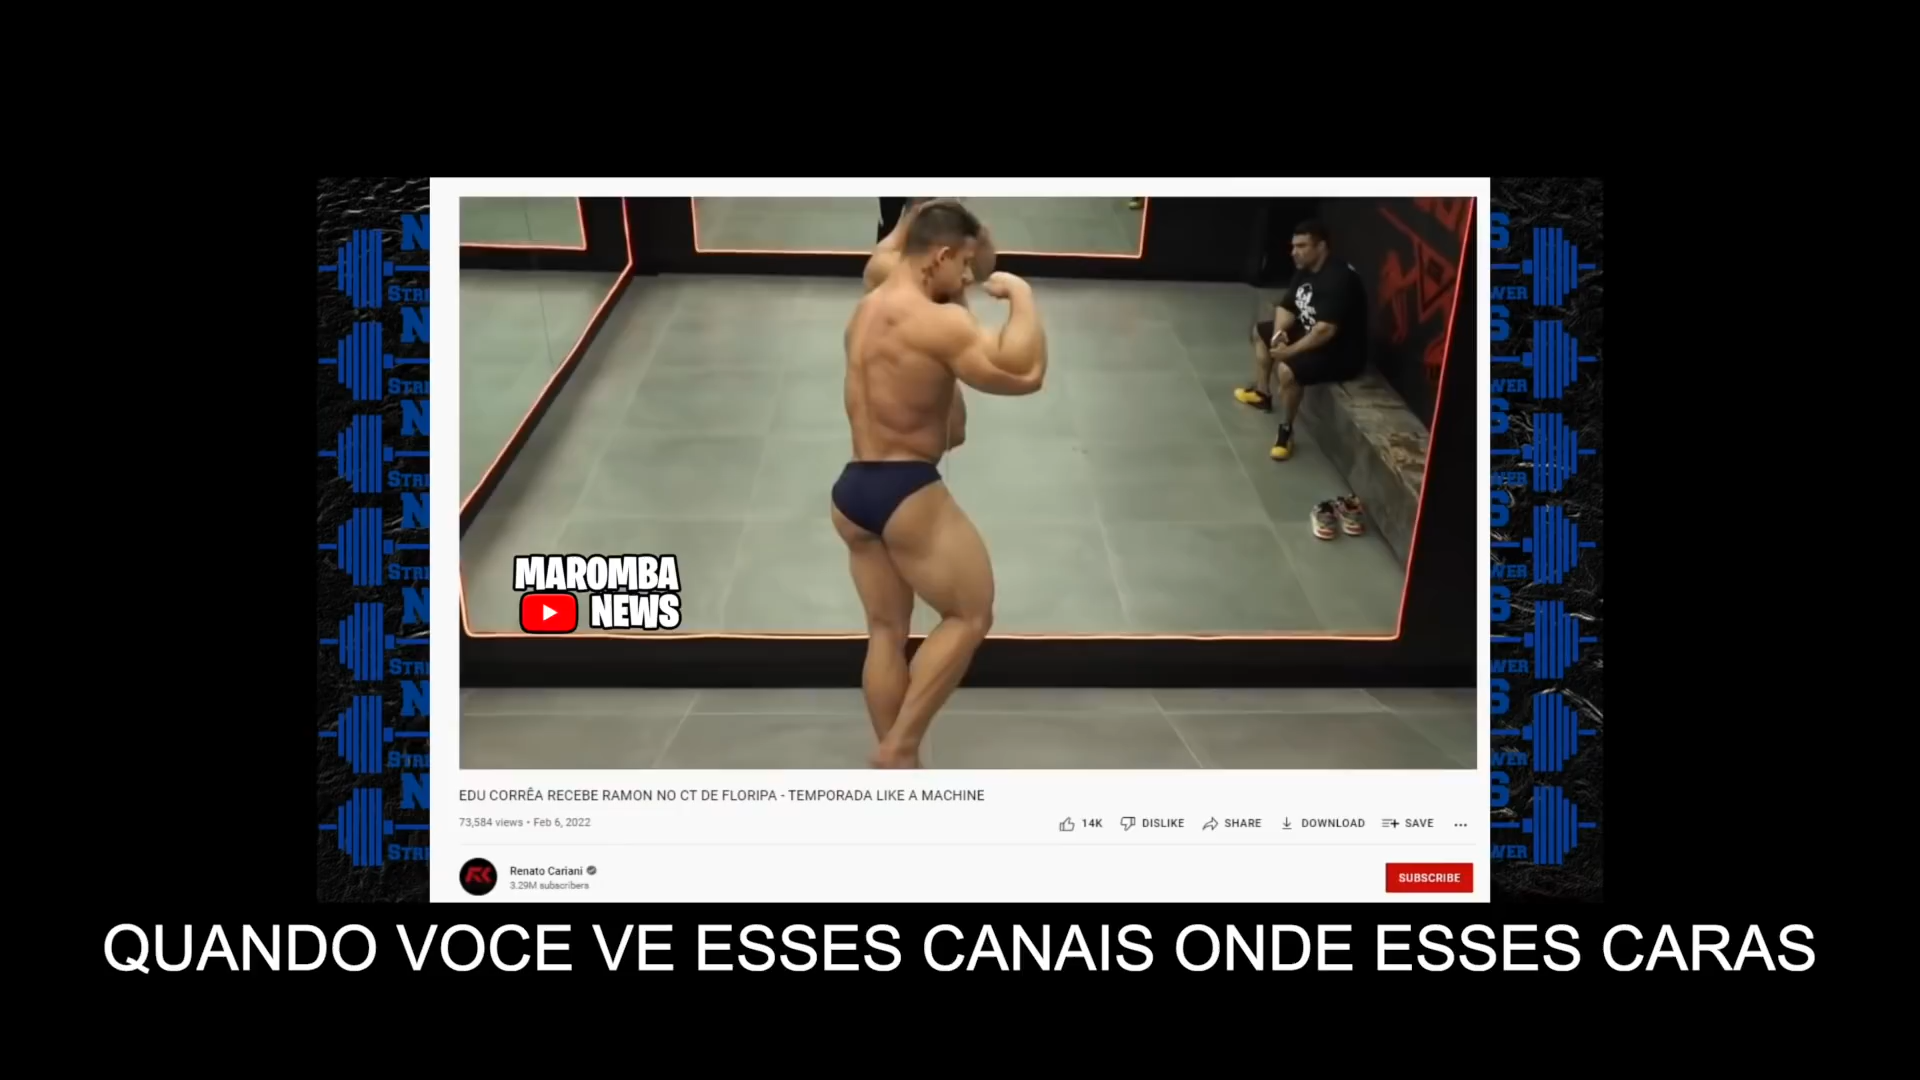 MAROMBA
NEWS
EDU CORRÊA RECEBE RAMON NO CT DE FLORIPA - TEMPORADA LIKE A MACHINE
73,584 views • Feb 6, 2022
14K DISLIKE SHARE DOWNLOAD SAVE ...
RK
Renato Cariani
3.29M subscribers
SUBSCRIBE
QUANDO VOCE VE ESSES CANAIS ONDE ESSES CARAS